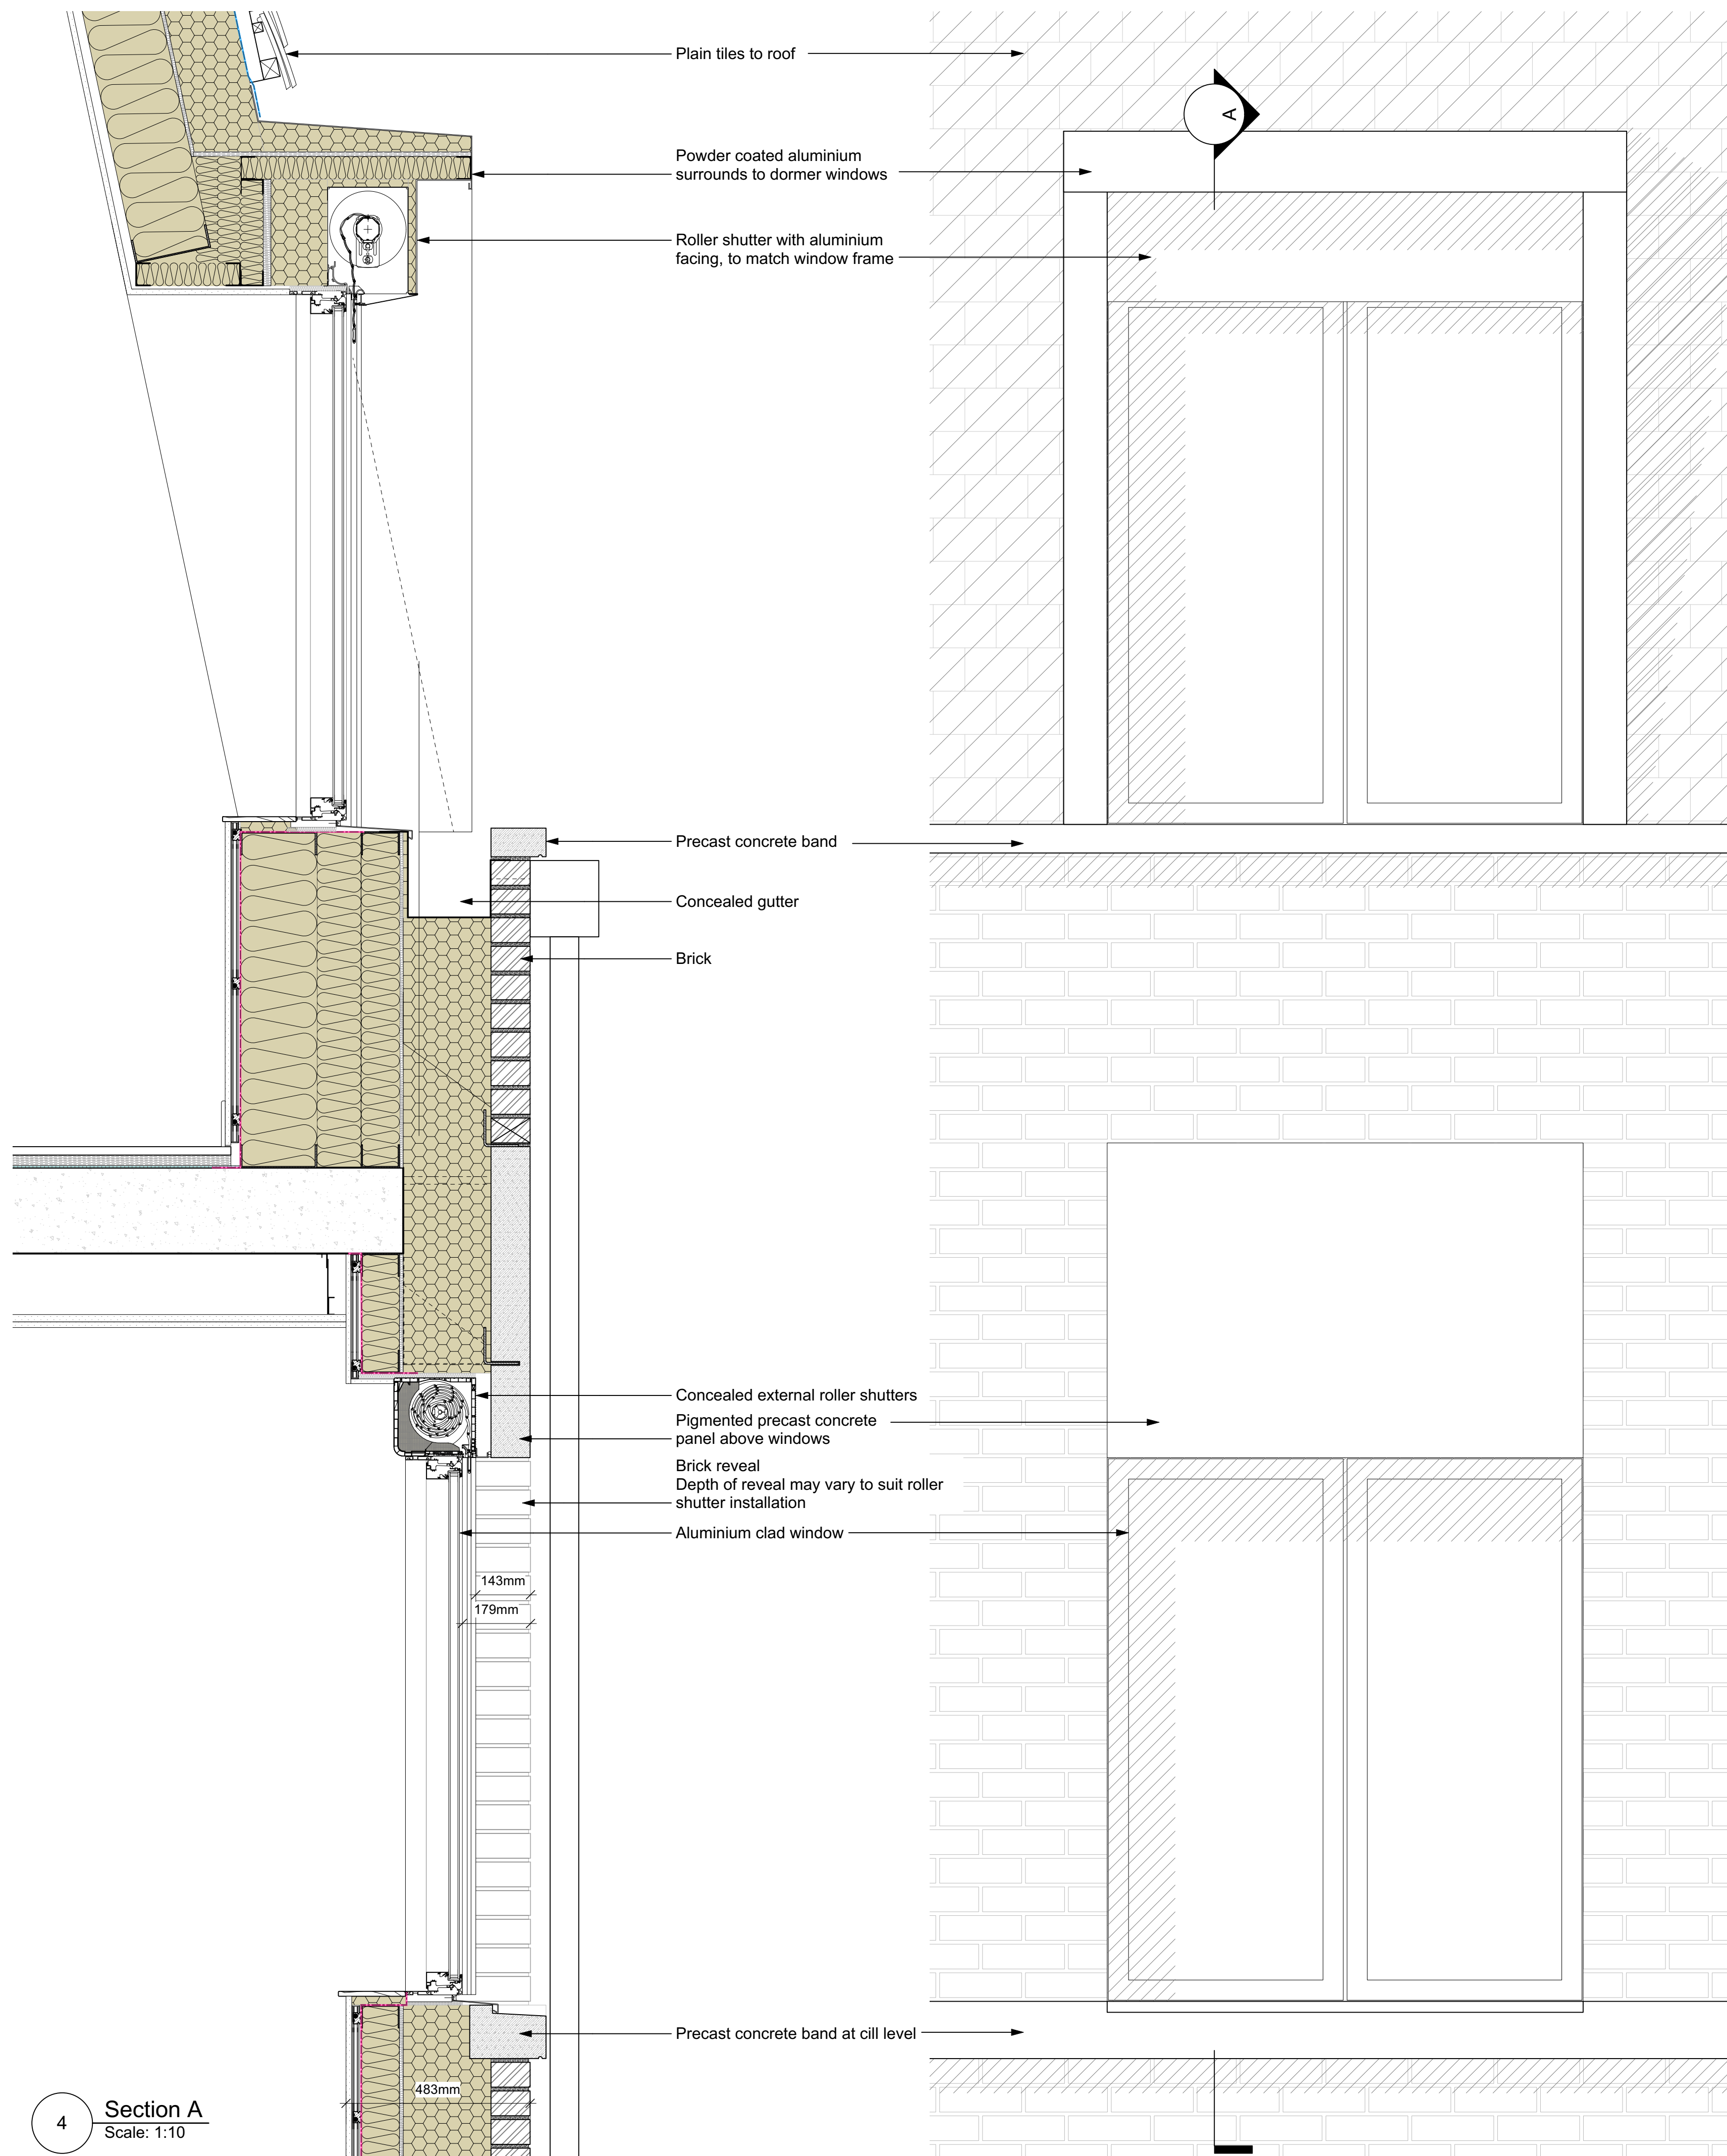 Plain tiles to roof
A
Powder coated aluminium
surrounds to dormer windows
Roller shutter with aluminium
facing, to match window frame
Precast concrete band
Concealed gutter
Brick
Concealed external roller shutters
Pigmented precast concrete
panel above windows
Brick reveal
Depth of reveal may vary to suit roller
shutter installation
Aluminium clad window
143mm
179mm
Precast concrete band at cill level
483mm
4
Section A
Scale: 1:10